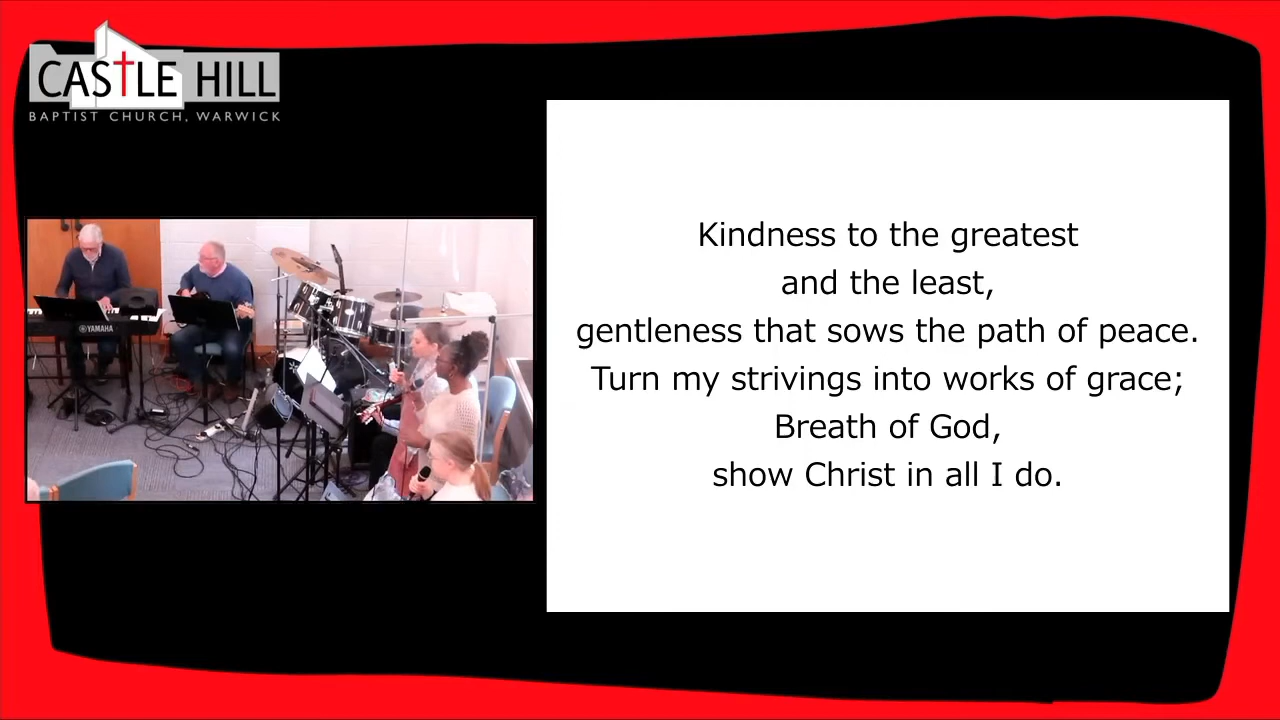 CASTLE HILL
BAPTIST CHURCH, WARWICK
YAMAHA
Kindness to the greatest
and the least,
gentleness that sows the path of peace.
Turn my strivings into works of grace;
Breath of God,
show Christ in all I do.